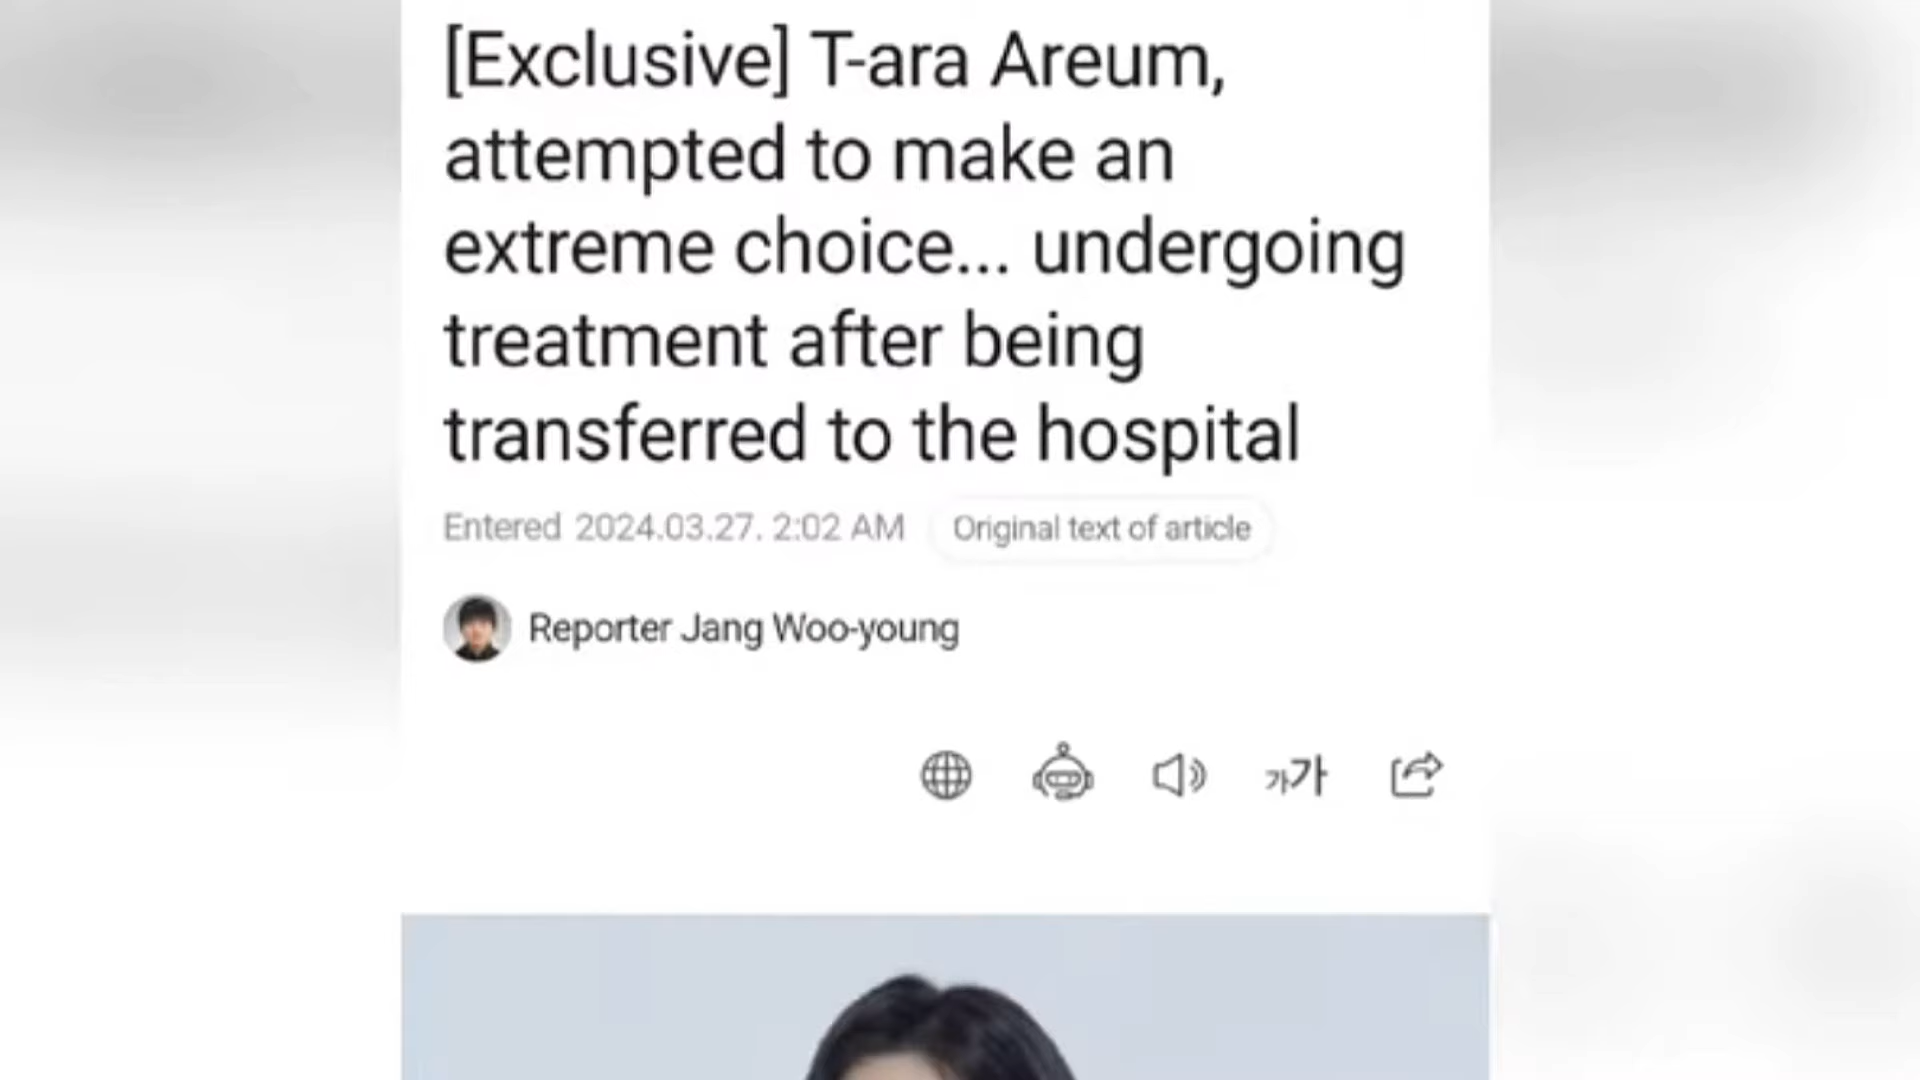 [Exclusive] T-ara Areum,
attempted to make an
extreme choice... undergoing
treatment after being
transferred to the hospital
Entered 2024.03.27. 2:02 AM Original text of article
Reporter Jang Woo-young
가가